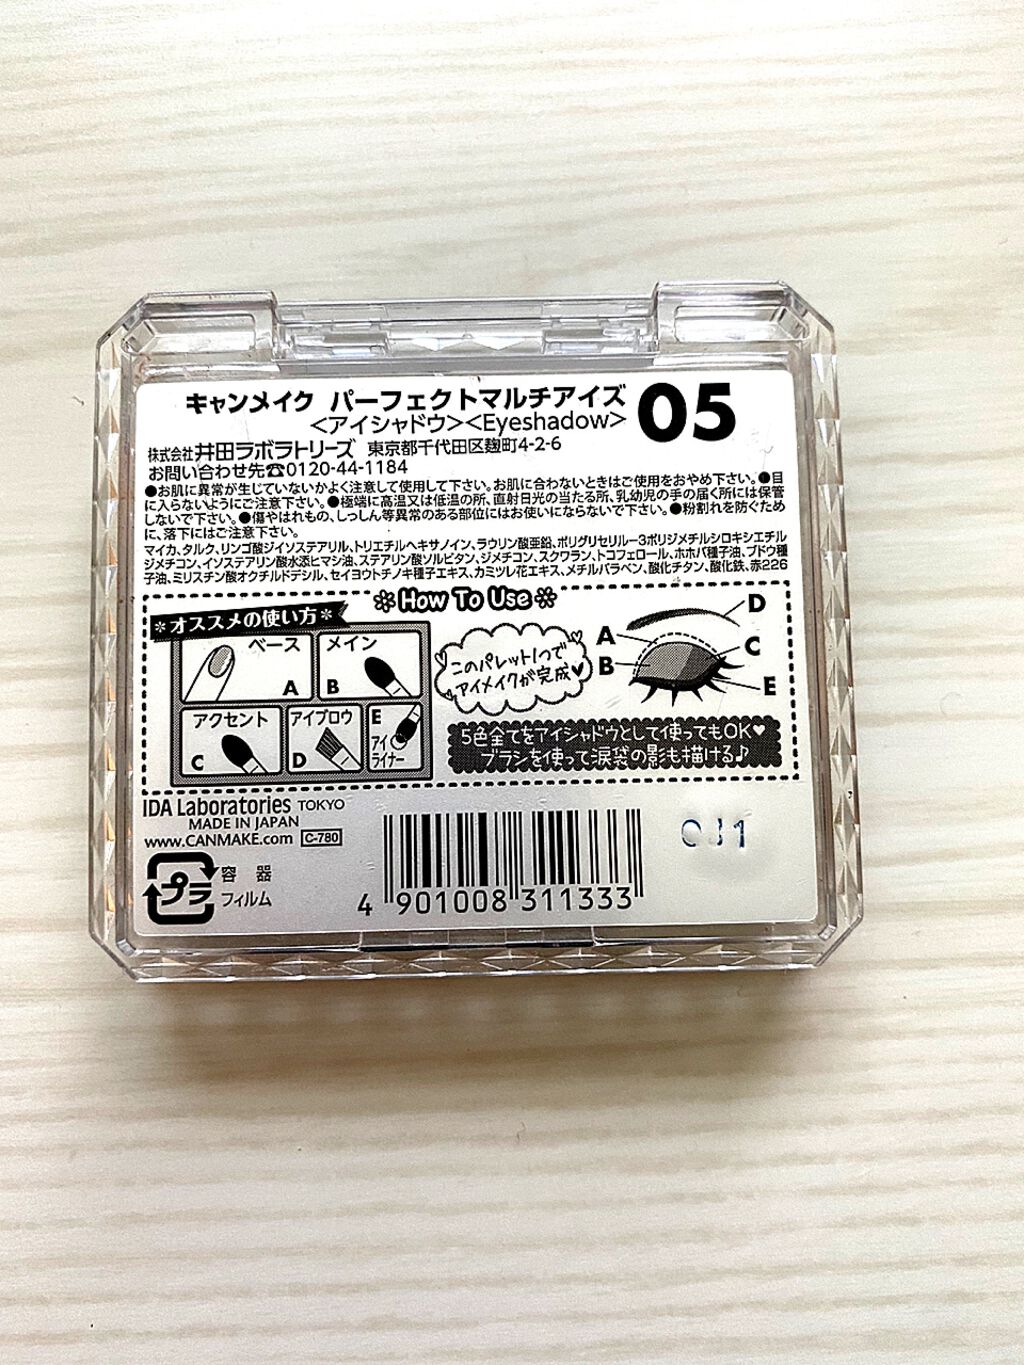 キャンメイク パーフェクトマルチアイズ 05
<アイシャドウ><Eyeshadow>
株式会社 井田ラボラトリーズ 東京都千代田区麹町4-2-6
お問い合わせ先☎0120-44-1184
●お肌に異常が生じていないかよく注意して使用して下さい。お肌に合わないときはご使用をおやめ下さい。●目
に入らないようにご注意下さい。●極端に高温又は低温の所、直射日光の当たる所、乳幼児の手の届く所には保管
しないで下さい。●傷やはれもの、しっしん等異常のある部位にはお使いにならないで下さい。●粉割れを防ぐため
に、落下にはご注意下さい。
マイカ、タルク、リンゴ酸ジイソステアリル、トリエチルヘキサノイン、ラウリン酸亜鉛、ポリグリセリル-3ポリジメチルシロキシエチル
ジメチコン、イソステアリン酸水添ヒマシ油、ステアリン酸ソルビタン、ジメチコン、スクワラン、トコフェロール、ホホバ種子油、ブドウ種
子油、ミリスチン酸オクチルドデシル、セイヨウトチノキ種子エキス、カミツレ花エキス、メチルパラベン、酸化チタン、酸化鉄、赤226
How To Use
*オススメの使い方*
ベース
A
メイン
B
アクセント
C
アイブロウ
D
E
アイ
ライナー
このパレット1つで
アイメイクが完成♥
A
B
D
C
E
5色全てをアイシャドウとして使ってもOK♥
ブラシを使って涙袋の影も描ける♪
IDA Laboratories TOKYO
MADE IN JAPAN
www.CANMAKE.com C-780
プラ
容器
フィルム
4 901008 311333
CJ1